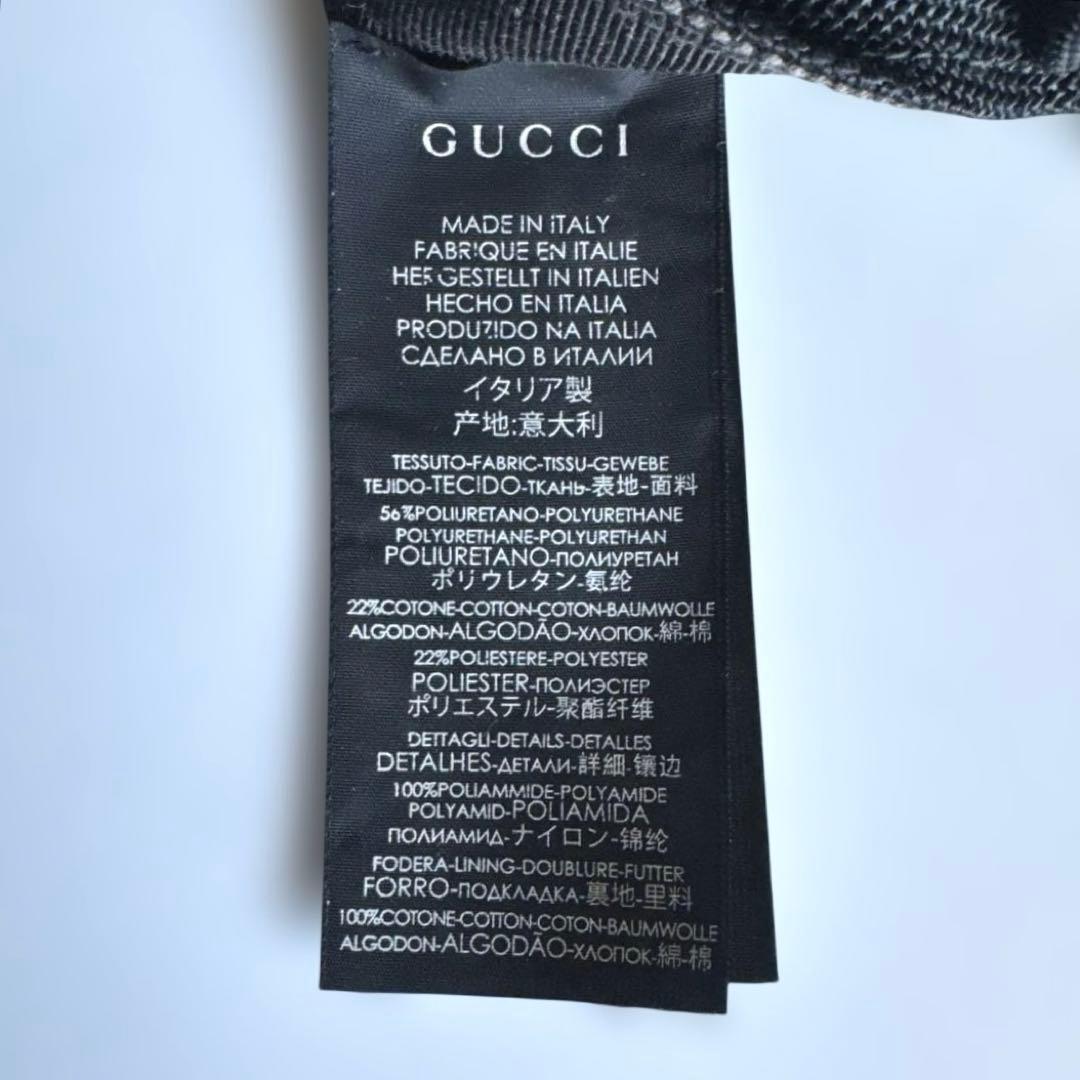 GUCCI
MADE IN ITALY
FABRIQUE EN ITALIE
HERGESTELLT IN ITALIEN
HECHO EN ITALIA
PRODUZIDO NA ITALIA
СДЕЛАНО В ИТАЛИИ
イタリア製
产地:意大利
TESSUTO-FABRIC-TISSU-GEWEBE
TEJIDO-TECIDO-ТКАНЬ-表地-面料
56%POLIURETANO-POLYURETHANE
POLYURETHANE-POLYURETHAN
POLIURETANO-ПОЛИУРЕТАН
ポリウレタン-氨纶
22%COTONE-COTTON-COTON-BAUMWOLLE
ALGODON-ALGODÃO-ХЛОПОК-綿-棉
22%POLIESTERE-POLYESTER
POLIESTER-ПОЛИЭСТЕР
ポリエステル-聚酯纤维
DETTAGLI-DETAILS-DETALLES
DETALHES-ДЕТАЛИ-詳細-镶边
100%POLIAMMIDE-POLYAMIDE
POLYAMID-POLIAMIDA
ПОЛИАМИД-ナイロン-锦纶
FODERA-LINING-DOUBLURE-FUTTER
FORRO-ПОДКЛАДКА-裏地-里料
100%COTONE-COTTON-COTON-BAUMWOLLE
ALGODON-ALGODÃO-ХЛОПОК-綿-棉